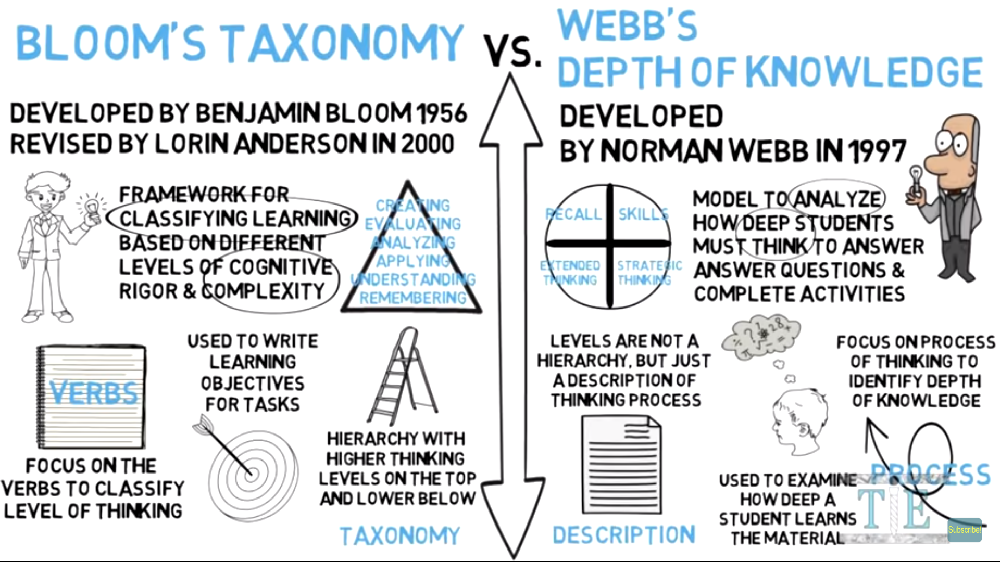 BLOOM'S TAXONOMY
VS.
WEBB'S
DEPTH OF KNOWLEDGE
DEVELOPED BY BENJAMIN BLOOM 1956
REVISED BY LORIN ANDERSON IN 2000
FRAMEWORK FOR
CLASSIFYING LEARNING
BASED ON DIFFERENT
LEVELS OF COGNITIVE
RIGOR & COMPLEXITY
CREATING
EVALUATING
ANALYZING
APPLYING
UNDERSTANDING
REMEMBERING
VERBS
FOCUS ON THE
VERBS TO CLASSIFY
LEVEL OF THINKING
USED TO WRITE
LEARNING
OBJECTIVES
FOR TASKS
HIERARCHY WITH
HIGHER THINKING
LEVELS ON THE TOP
AND LOWER BELOW
TAXONOMY
DEVELOPED
BY NORMAN WEBB IN 1997
RECALL
SKILLS
EXTENDED
THINKING
STRATEGIC
THINKING
MODEL TO ANALYZE
HOW DEEP STUDENTS
MUST THINK TO ANSWER
ANSWER QUESTIONS &
COMPLETE ACTIVITIES
LEVELS ARE NOT A
HIERARCHY, BUT JUST
A DESCRIPTION OF
THINKING PROCESS
DESCRIPTION
FOCUS ON PROCESS
OF THINKING TO
IDENTIFY DEPTH
OF KNOWLEDGE
PROCESS
USED TO EXAMINE
HOW DEEP A
STUDENT LEARNS
THE MATERIAL
TIE
Subscribe!